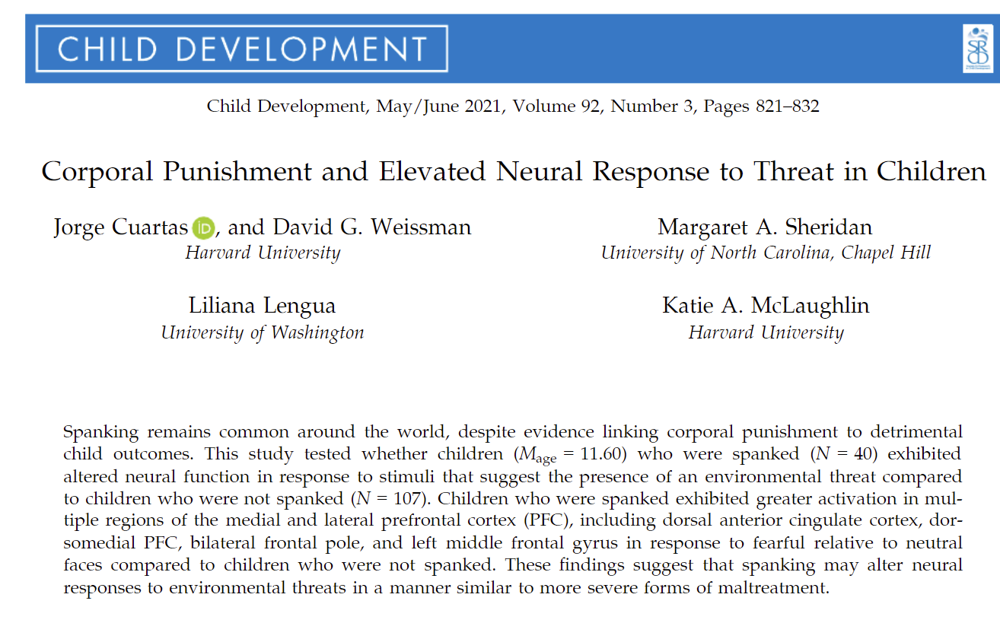 CHILD DEVELOPMENT
SRCD
Child Development, May/June 2021, Volume 92, Number 3, Pages 821–832
Corporal Punishment and Elevated Neural Response to Threat in Children
Jorge Cuartas iD, and David G. Weissman
Harvard University
Margaret A. Sheridan
University of North Carolina, Chapel Hill
Liliana Lengua
University of Washington
Katie A. McLaughlin
Harvard University
Spanking remains common around the world, despite evidence linking corporal punishment to detrimental
child outcomes. This study tested whether children (Mage = 11.60) who were spanked (N = 40) exhibited
altered neural function in response to stimuli that suggest the presence of an environmental threat compared
to children who were not spanked (N = 107). Children who were spanked exhibited greater activation in mul-
tiple regions of the medial and lateral prefrontal cortex (PFC), including dorsal anterior cingulate cortex, dor-
somedial PFC, bilateral frontal pole, and left middle frontal gyrus in response to fearful relative to neutral
faces compared to children who were not spanked. These findings suggest that spanking may alter neural
responses to environmental threats in a manner similar to more severe forms of maltreatment.